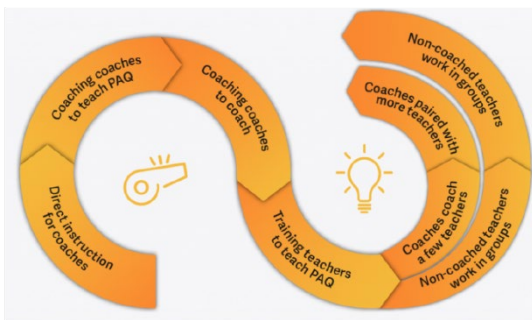 Direct instruction
for coaches
Coaching coaches
to teach PAQ
Coaching coaches
to coach
Training teachers
to teach PAQ
Coaches coach
a few teachers
Non-coached teachers
work in groups
Coaches paired with
more teachers
Non-coached teachers
work in groups